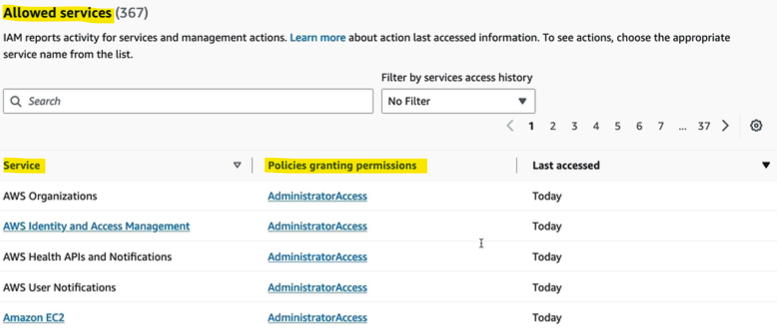 Allowed services (367)
IAM reports activity for services and management actions. Learn more about action last accessed information. To see actions, choose the appropriate
service name from the list.
Filter by services access history
Search
No Filter
1 2 3 4 5 6 7 ... 37
Service Policies granting permissions Last accessed
AWS Organizations AdministratorAccess Today
AWS Identity and Access Management AdministratorAccess Today
AWS Health APIs and Notifications AdministratorAccess Today
AWS User Notifications AdministratorAccess Today
Amazon EC2 AdministratorAccess Today